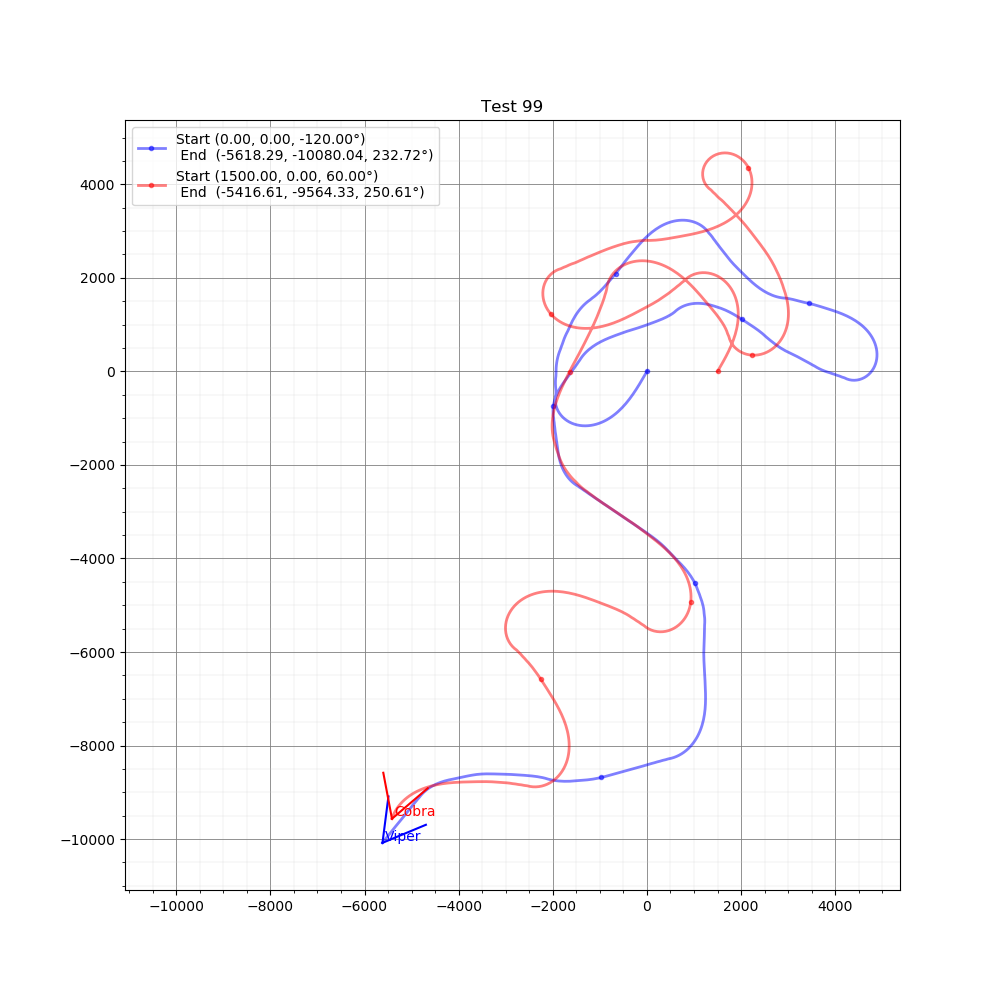 Test 99
Start (0.00, 0.00, -120.00°)
End  (-5618.29, -10080.04, 232.72°)
Start (1500.00, 0.00, 60.00°)
End  (-5416.61, -9564.33, 250.61°)
4000
2000
0
−2000
−4000
−6000
−8000
−10000
Cobra
Viper
−10000 −8000 −6000 −4000 −2000 0 2000 4000